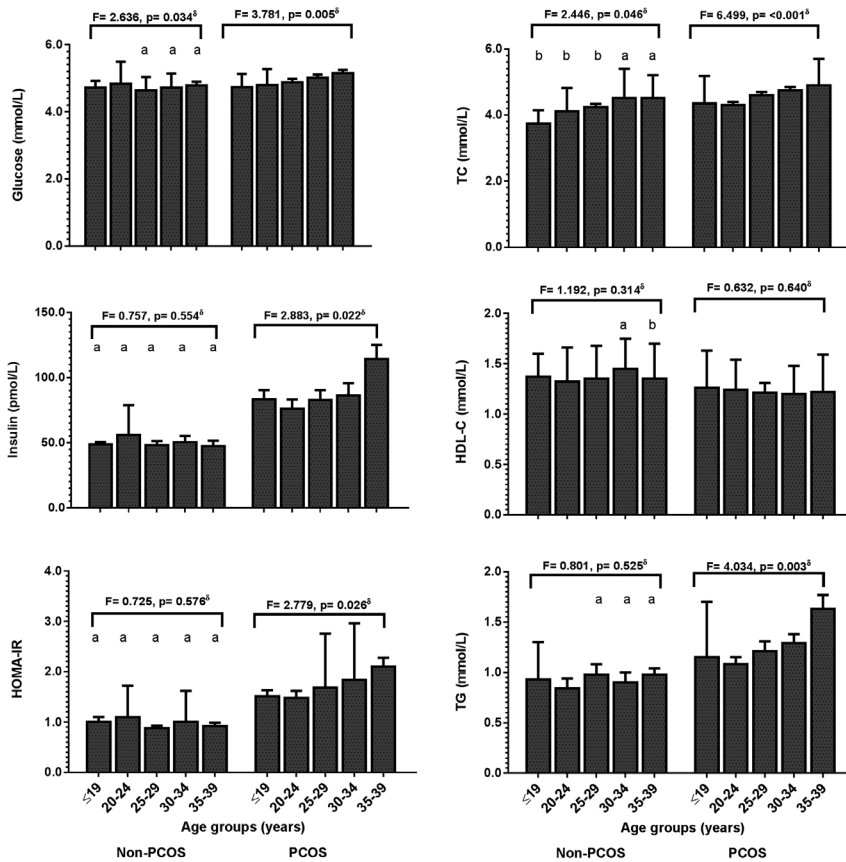 F= 2.636, p= 0.034δ
F= 3.781, p= 0.005δ
a a a
Glucose (mmol/L)
6.0
4.0
2.0
0.0
F= 2.446, p= 0.046δ
F= 6.499, p= <0.001δ
b b b a a
TC (mmol/L)
6.0
4.0
2.0
0.0
F= 0.757, p= 0.554δ
F= 2.883, p= 0.022δ
a a a a a
Insulin (pmol/L)
150.0
100.0
50.0
0.0
F= 1.192, p= 0.314δ
F= 0.632, p= 0.640δ
a b
HDL-C (mmol/L)
2.0
1.5
1.0
0.5
0.0
F= 0.725, p= 0.576δ
F= 2.779, p= 0.026δ
a a a a a
HOMA-IR
4.0
3.0
2.0
1.0
0.0
≤19 20-24 25-29 30-34 35-39 ≤19 20-24 25-29 30-34 35-39
Age groups (years)
Non-PCOS PCOS
F= 0.801, p= 0.525δ
F= 4.034, p= 0.003δ
a a a
TG (mmol/L)
2.0
1.5
1.0
0.5
0.0
≤19 20-24 25-29 30-34 35-39 ≤19 20-24 25-29 30-34 35-39
Age groups (years)
Non-PCOS PCOS